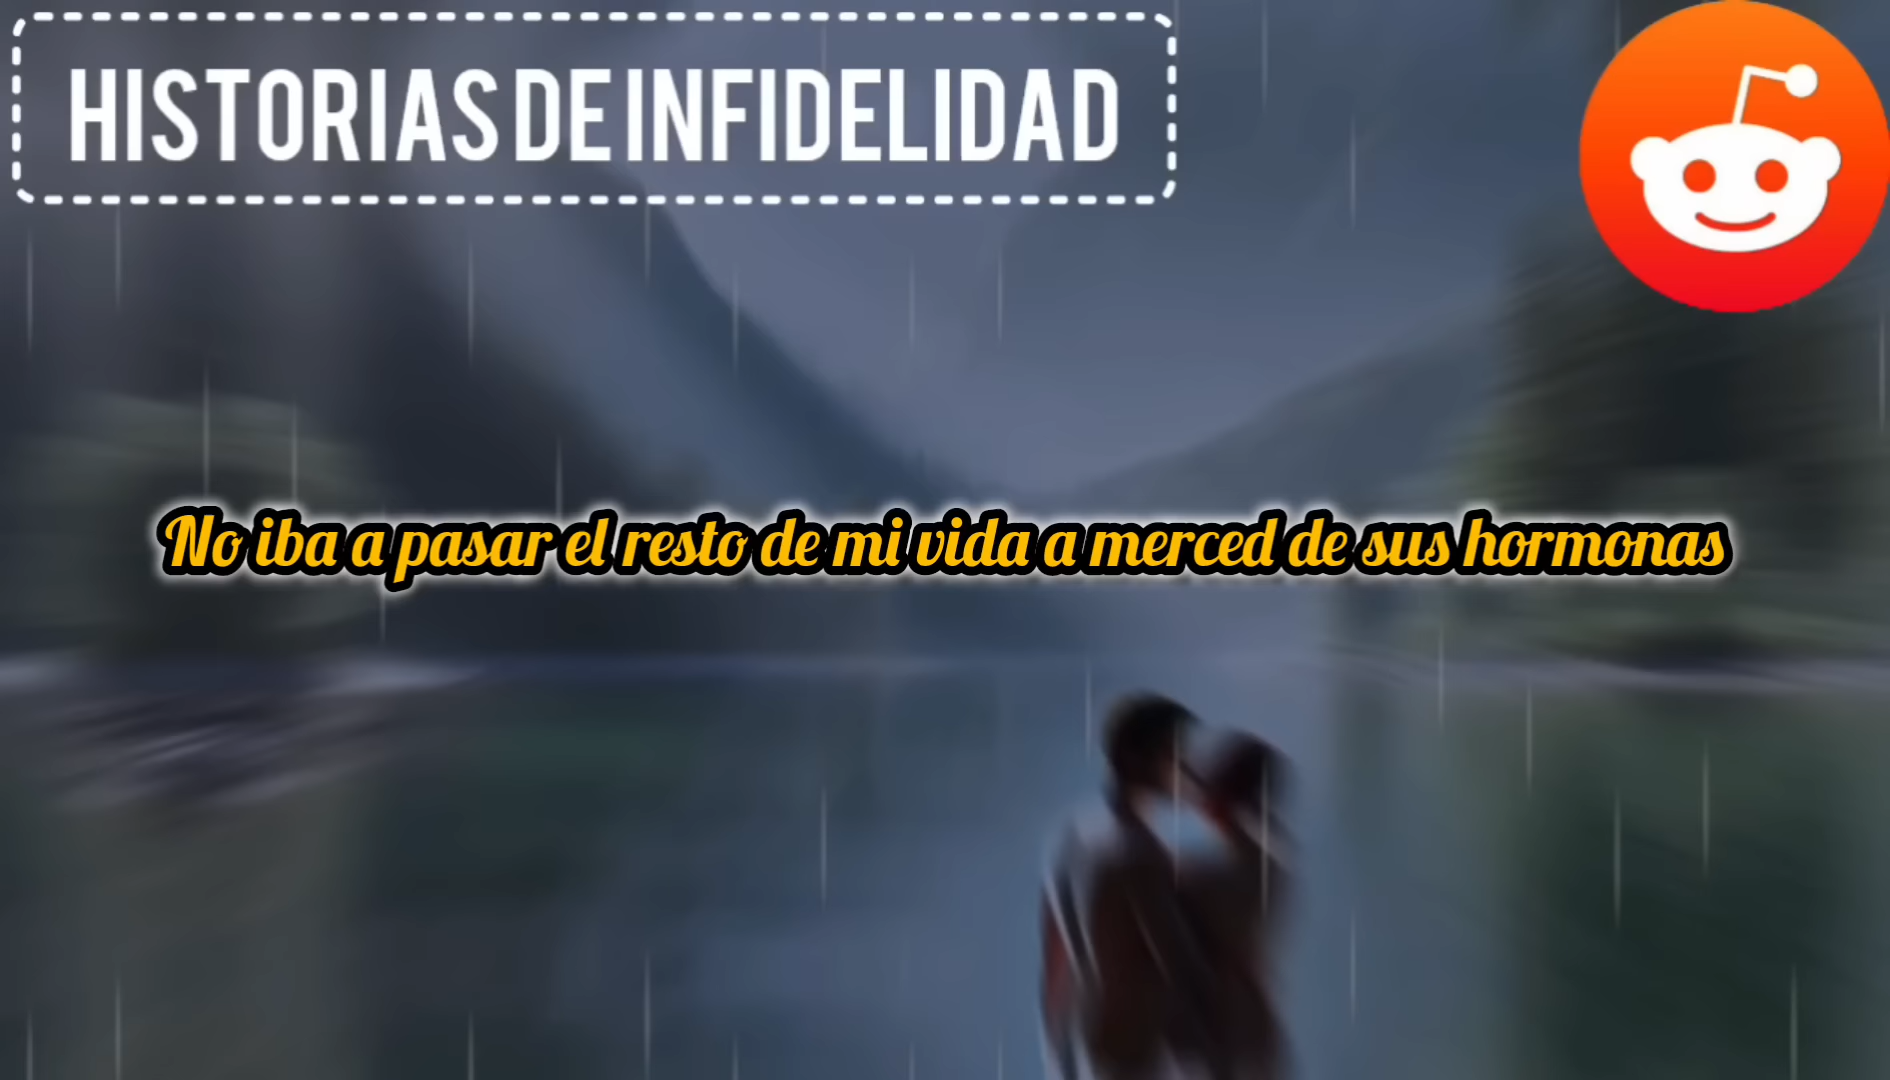 HISTORIAS DE INFIDELIDAD
No iba a pasar el resto de mi vida a merced de sus hormonas